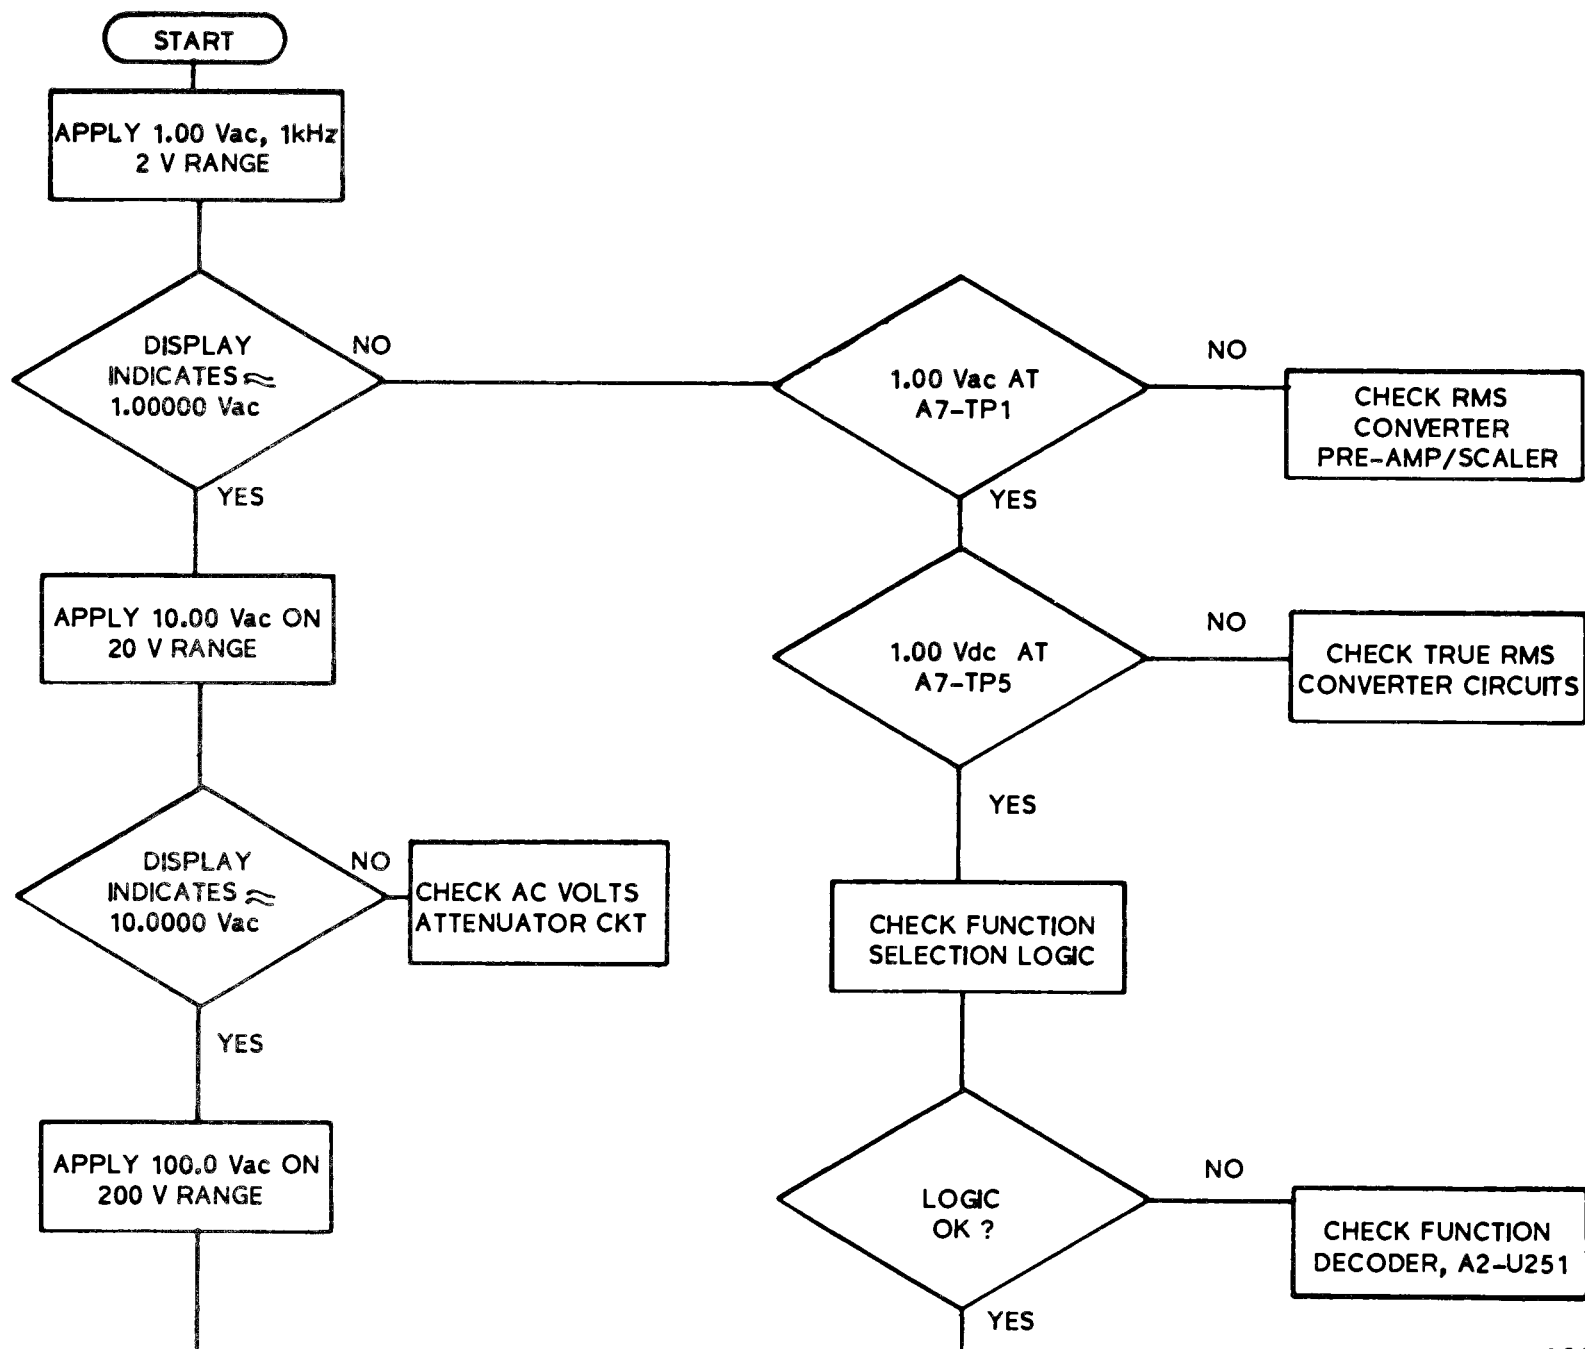 START
APPLY 1.00 Vac, 1kHz
2 V RANGE
DISPLAY
INDICATES ≈
1.00000 Vac
NO
YES
1.00 Vac AT
A7-TP1
NO
YES
CHECK RMS
CONVERTER
PRE-AMP/SCALER
APPLY 10.00 Vac ON
20 V RANGE
1.00 Vdc AT
A7-TP5
NO
YES
CHECK TRUE RMS
CONVERTER CIRCUITS
DISPLAY
INDICATES ≈
10.0000 Vac
NO
YES
CHECK AC VOLTS
ATTENUATOR CKT
CHECK FUNCTION
SELECTION LOGIC
APPLY 100.0 Vac ON
200 V RANGE
LOGIC
OK ?
NO
YES
CHECK FUNCTION
DECODER, A2-U251